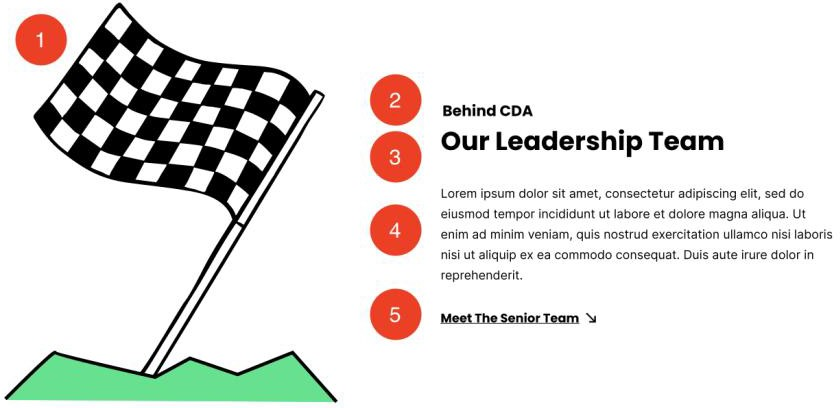 1
2
Behind CDA
3
Our Leadership Team
4
Lorem ipsum dolor sit amet, consectetur adipiscing elit, sed do
eiusmod tempor incididunt ut labore et dolore magna aliqua. Ut
enim ad minim veniam, quis nostrud exercitation ullamco nisi laboris
nisi ut aliquip ex ea commodo consequat. Duis aute irure dolor in
reprehenderit.
5
Meet The Senior Team ↘